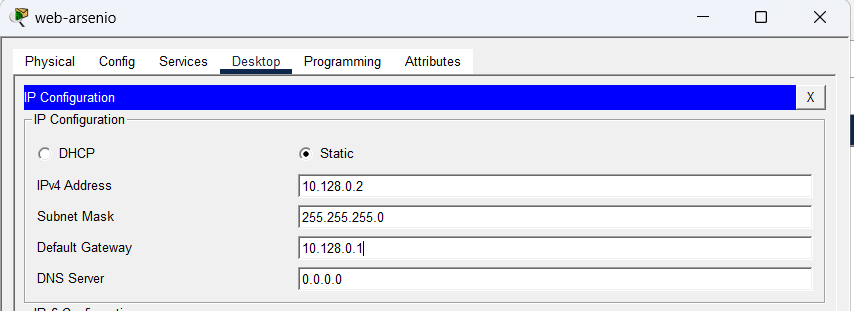 web-arsenio
Physical Config Services Desktop Programming Attributes
IP Configuration X
IP Configuration
DHCP Static
IPv4 Address 10.128.0.2
Subnet Mask 255.255.255.0
Default Gateway 10.128.0.1
DNS Server 0.0.0.0